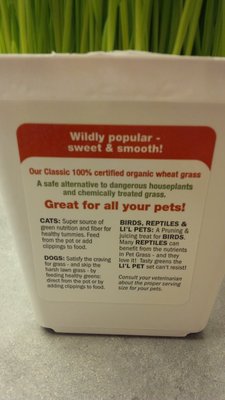 Wildly popular -
sweet & smooth!
Our Classic 100% certified organic wheat grass
A safe alternative to dangerous houseplants
and chemically treated grass.
Great for all your pets!
CATS: Super source of
green nutrition and fiber for
healthy tummies. Feed
from the pot or add
clippings to food.
DOGS: Satisfy the craving
for grass - and skip the
harsh lawn grass - by
feeding healthy greens:
direct from the pot or by
adding clippings to food.
BIRDS, REPTILES &
LI'L PETS: A Pruning &
juicing treat for BIRDS.
Many REPTILES can
benefit from the nutrients
in Pet Grass - and they
love it! Tasty greens the
LI'L PET set can't resist!
Consult your veterinarian
about the proper serving
size for your pets.